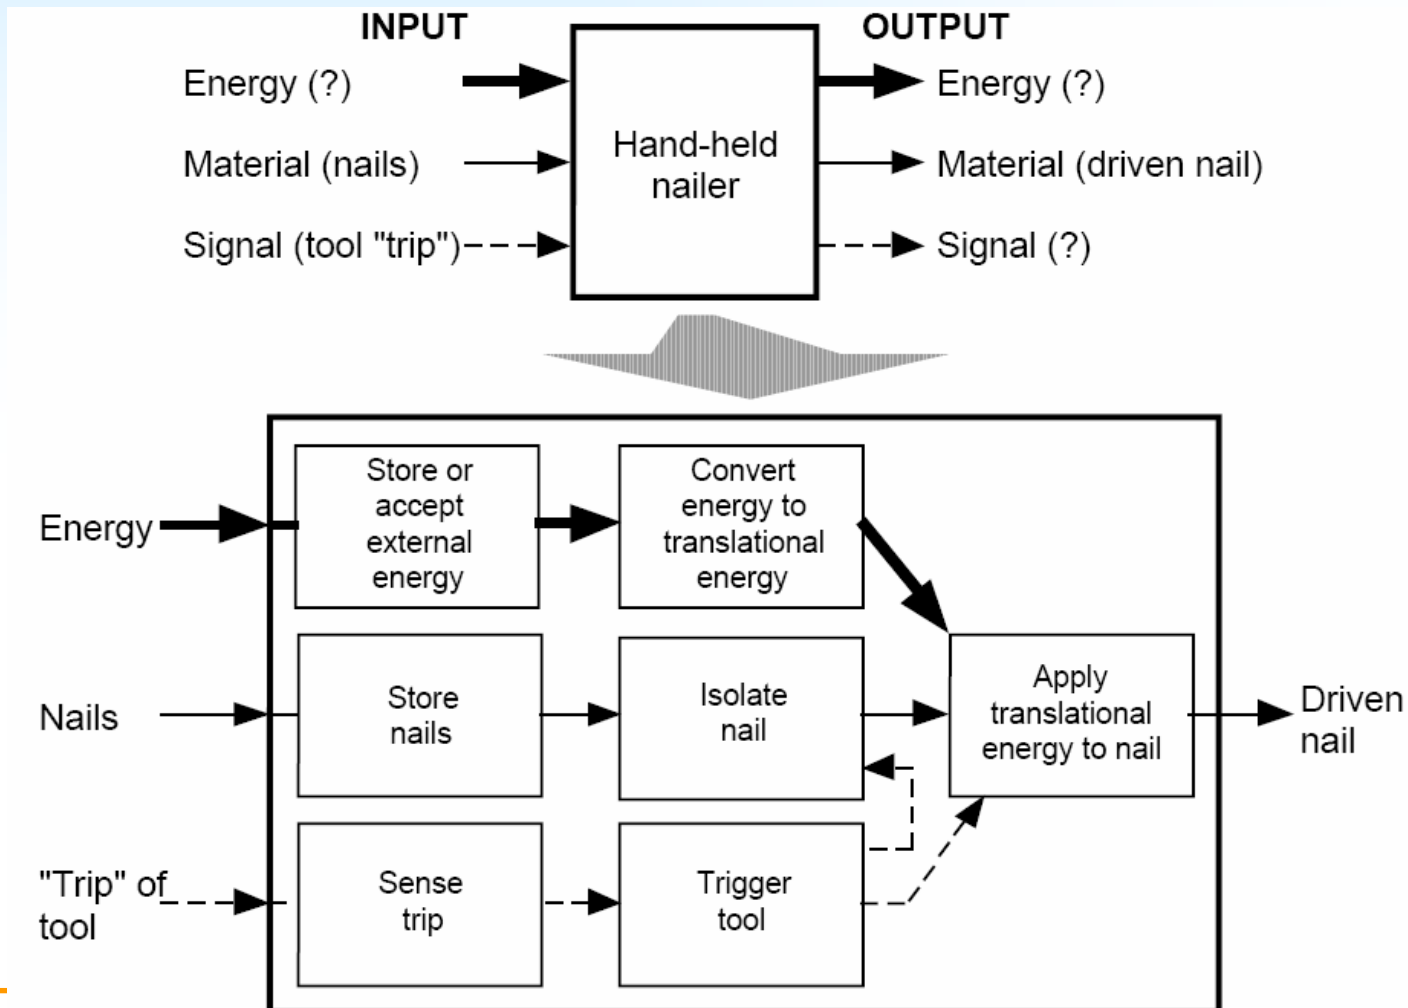 INPUT
OUTPUT
Energy (?)
Energy (?)
Hand-held
nailer
Material (nails)
Material (driven nail)
Signal (tool "trip")
Signal (?)
Store or
accept
external
energy
Convert
energy to
translational
energy
Energy
Nails
Store
nails
Isolate
nail
Apply
translational
energy to nail
Driven
nail
"Trip" of
tool
Sense
trip
Trigger
tool